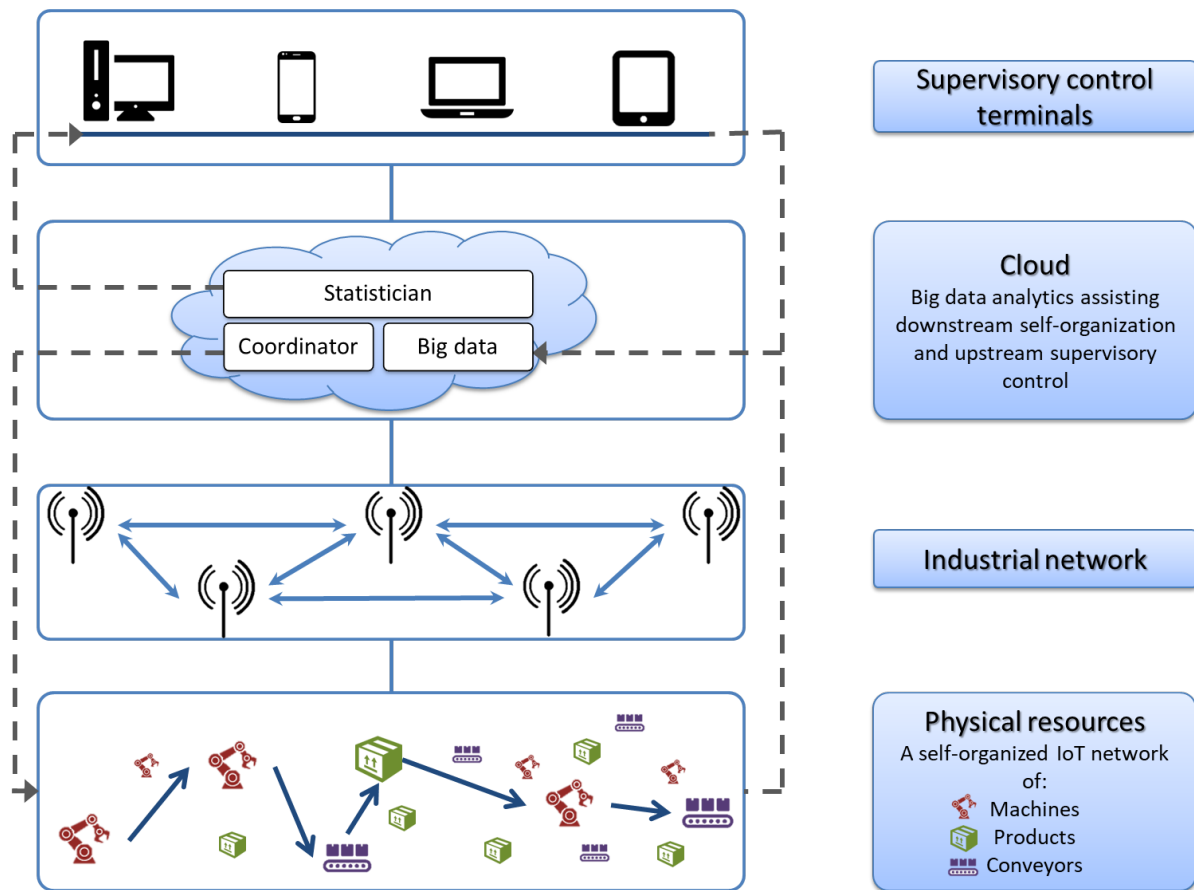 Supervisory control
terminals
Statistician
Coordinator
Big data
Cloud
Big data analytics assisting
downstream self-organization
and upstream supervisory
control
Industrial network
Physical resources
A self-organized IoT network
of:
Machines
Products
Conveyors